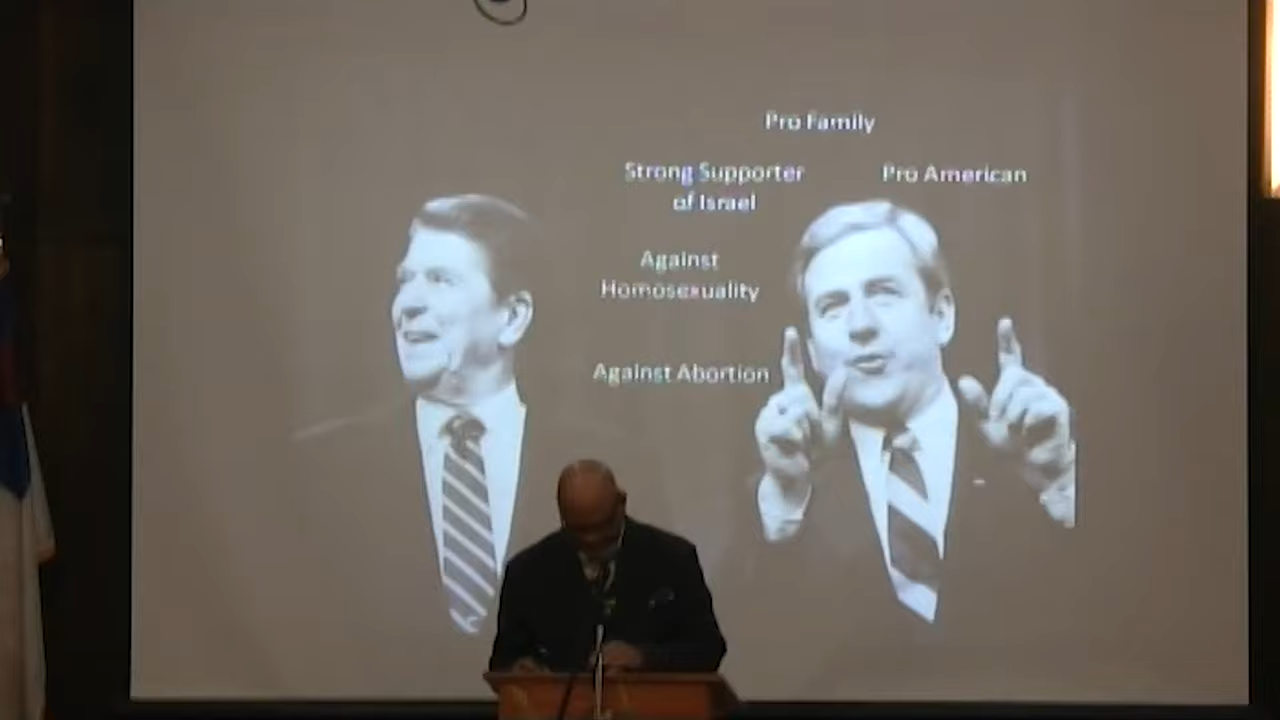 Pro Family
Strong Supporter
of Israel
Pro American
Against
Homosexuality
Against Abortion